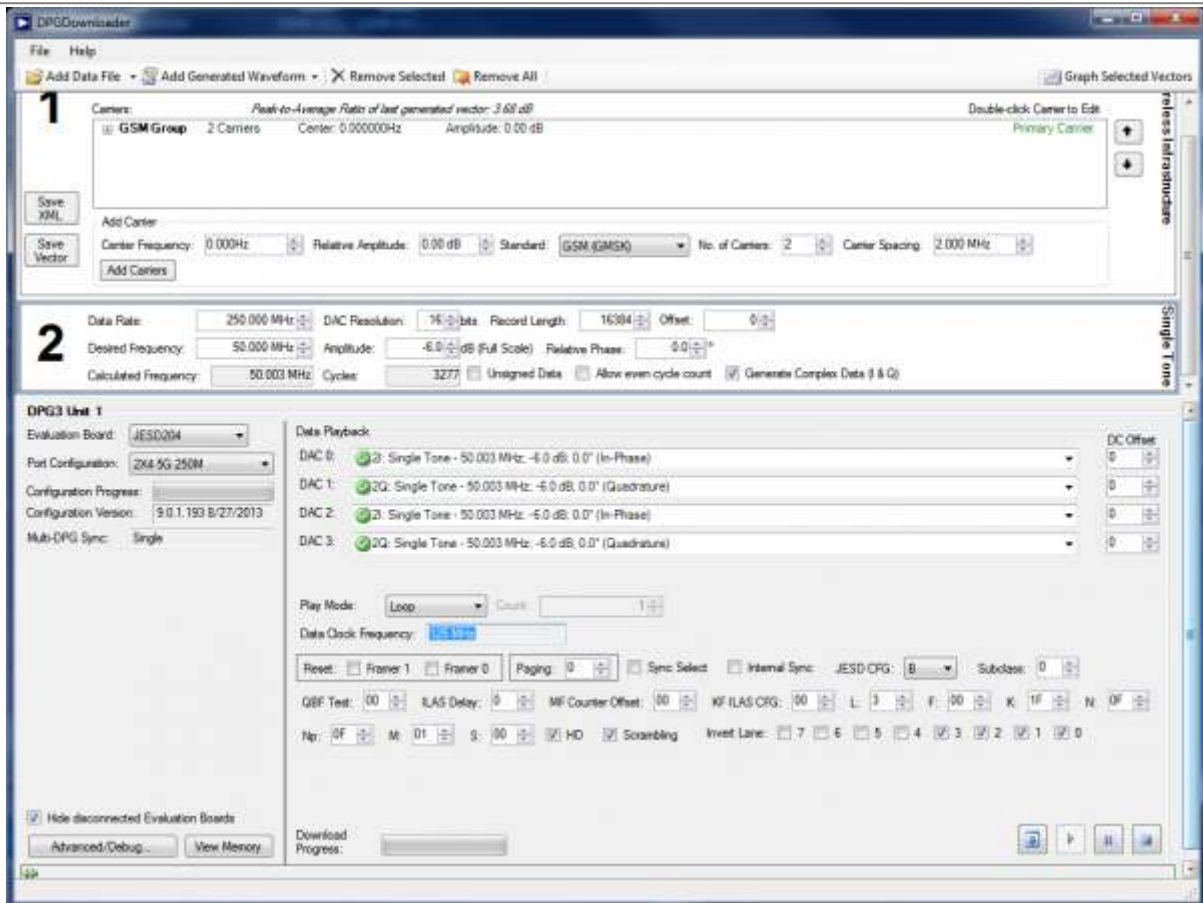 DPGDownloader
File Help
Add Data File Add Generated Waveform Remove Selected Remove All Graph Selected Vectors
1
Carriers: Peak-to-Average Ratio of last generated vector: 3.68 dB Double-click Carrier to Edit
GSM Group 2 Carriers Center: 0.000000Hz Amplitude: 0.00 dB Primary Carrier
reless Infrastructure
Save XML
Save Vector
Add Carrier
Center Frequency: 0.000Hz Relative Amplitude: 0.00 dB Standard: GSM (GMSK) No. of Carriers: 2 Carrier Spacing: 2.000 MHz
Add Carriers
2
Data Rate: 250.000 MHz DAC Resolution: 16 bits Record Length: 16384 Offset: 0
Desired Frequency: 50.000 MHz Amplitude: -6.0 dB (Full Scale) Relative Phase: 0.0 °
Calculated Frequency: 50.003 MHz Cycles: 3277 Unsigned Data Allow even cycle count Generate Complex Data (I & Q)
Single Tone
DPG3 Unit 1
Evaluation Board: JESD204
Port Configuration: 2X4 5G 250M
Configuration Progress:
Configuration Version: 9.0.1.193 8/27/2013
Multi-DPG Sync: Single
Data Playback
DC Offset
DAC 0: 2I: Single Tone - 50.003 MHz; -6.0 dB; 0.0° (In-Phase) 0
DAC 1: 2Q: Single Tone - 50.003 MHz; -6.0 dB; 0.0° (Quadrature) 0
DAC 2: 2I: Single Tone - 50.003 MHz; -6.0 dB; 0.0° (In-Phase) 0
DAC 3: 2Q: Single Tone - 50.003 MHz; -6.0 dB; 0.0° (Quadrature) 0
Play Mode: Loop Count: 1
Data Clock Frequency: 125 MHz
Reset: Framer 1 Framer 0 Paging: 0 Sync Select Internal Sync JESD CFG: B Subclass: 0
QBF Test: 00 ILAS Delay: 0 MF Counter Offset: 00 KF ILAS CFG: 00 L: 3 F: 00 K: 1F N: 0F
Np: 0F M: 01 S: 00 HD Scrambling Invert Lane: 7 6 5 4 3 2 1 0
Hide disconnected Evaluation Boards
Advanced/Debug... View Memory
Download Progress: